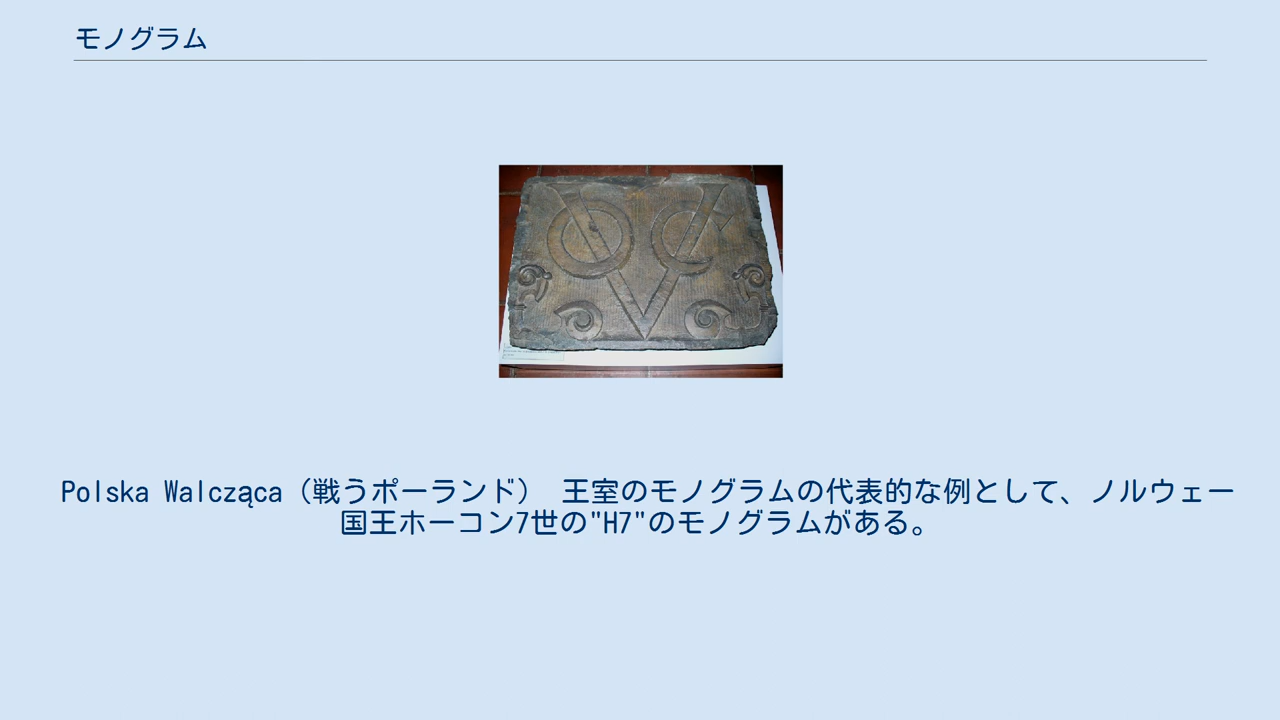 モノグラム
VOC
Polska Walcząca（戦うポーランド） 王室のモノグラムの代表的な例として、ノルウェー
国王ホーコン7世の"H7"のモノグラムがある。